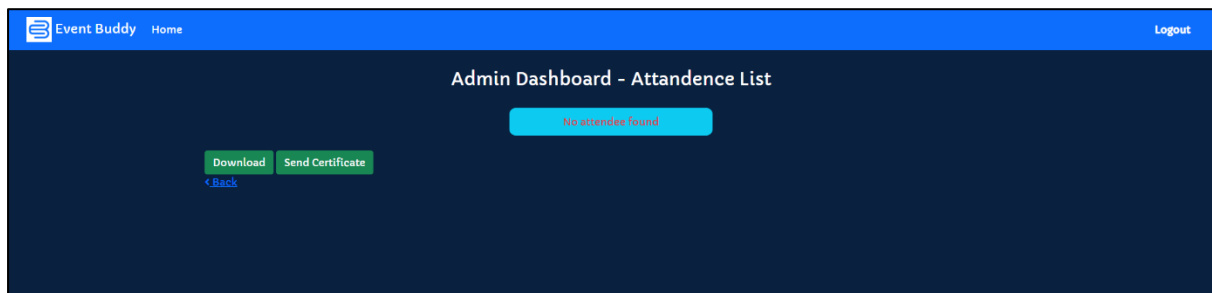 Event Buddy Home Logout
Admin Dashboard - Attandence List
No attendee found
Download Send Certificate
< Back